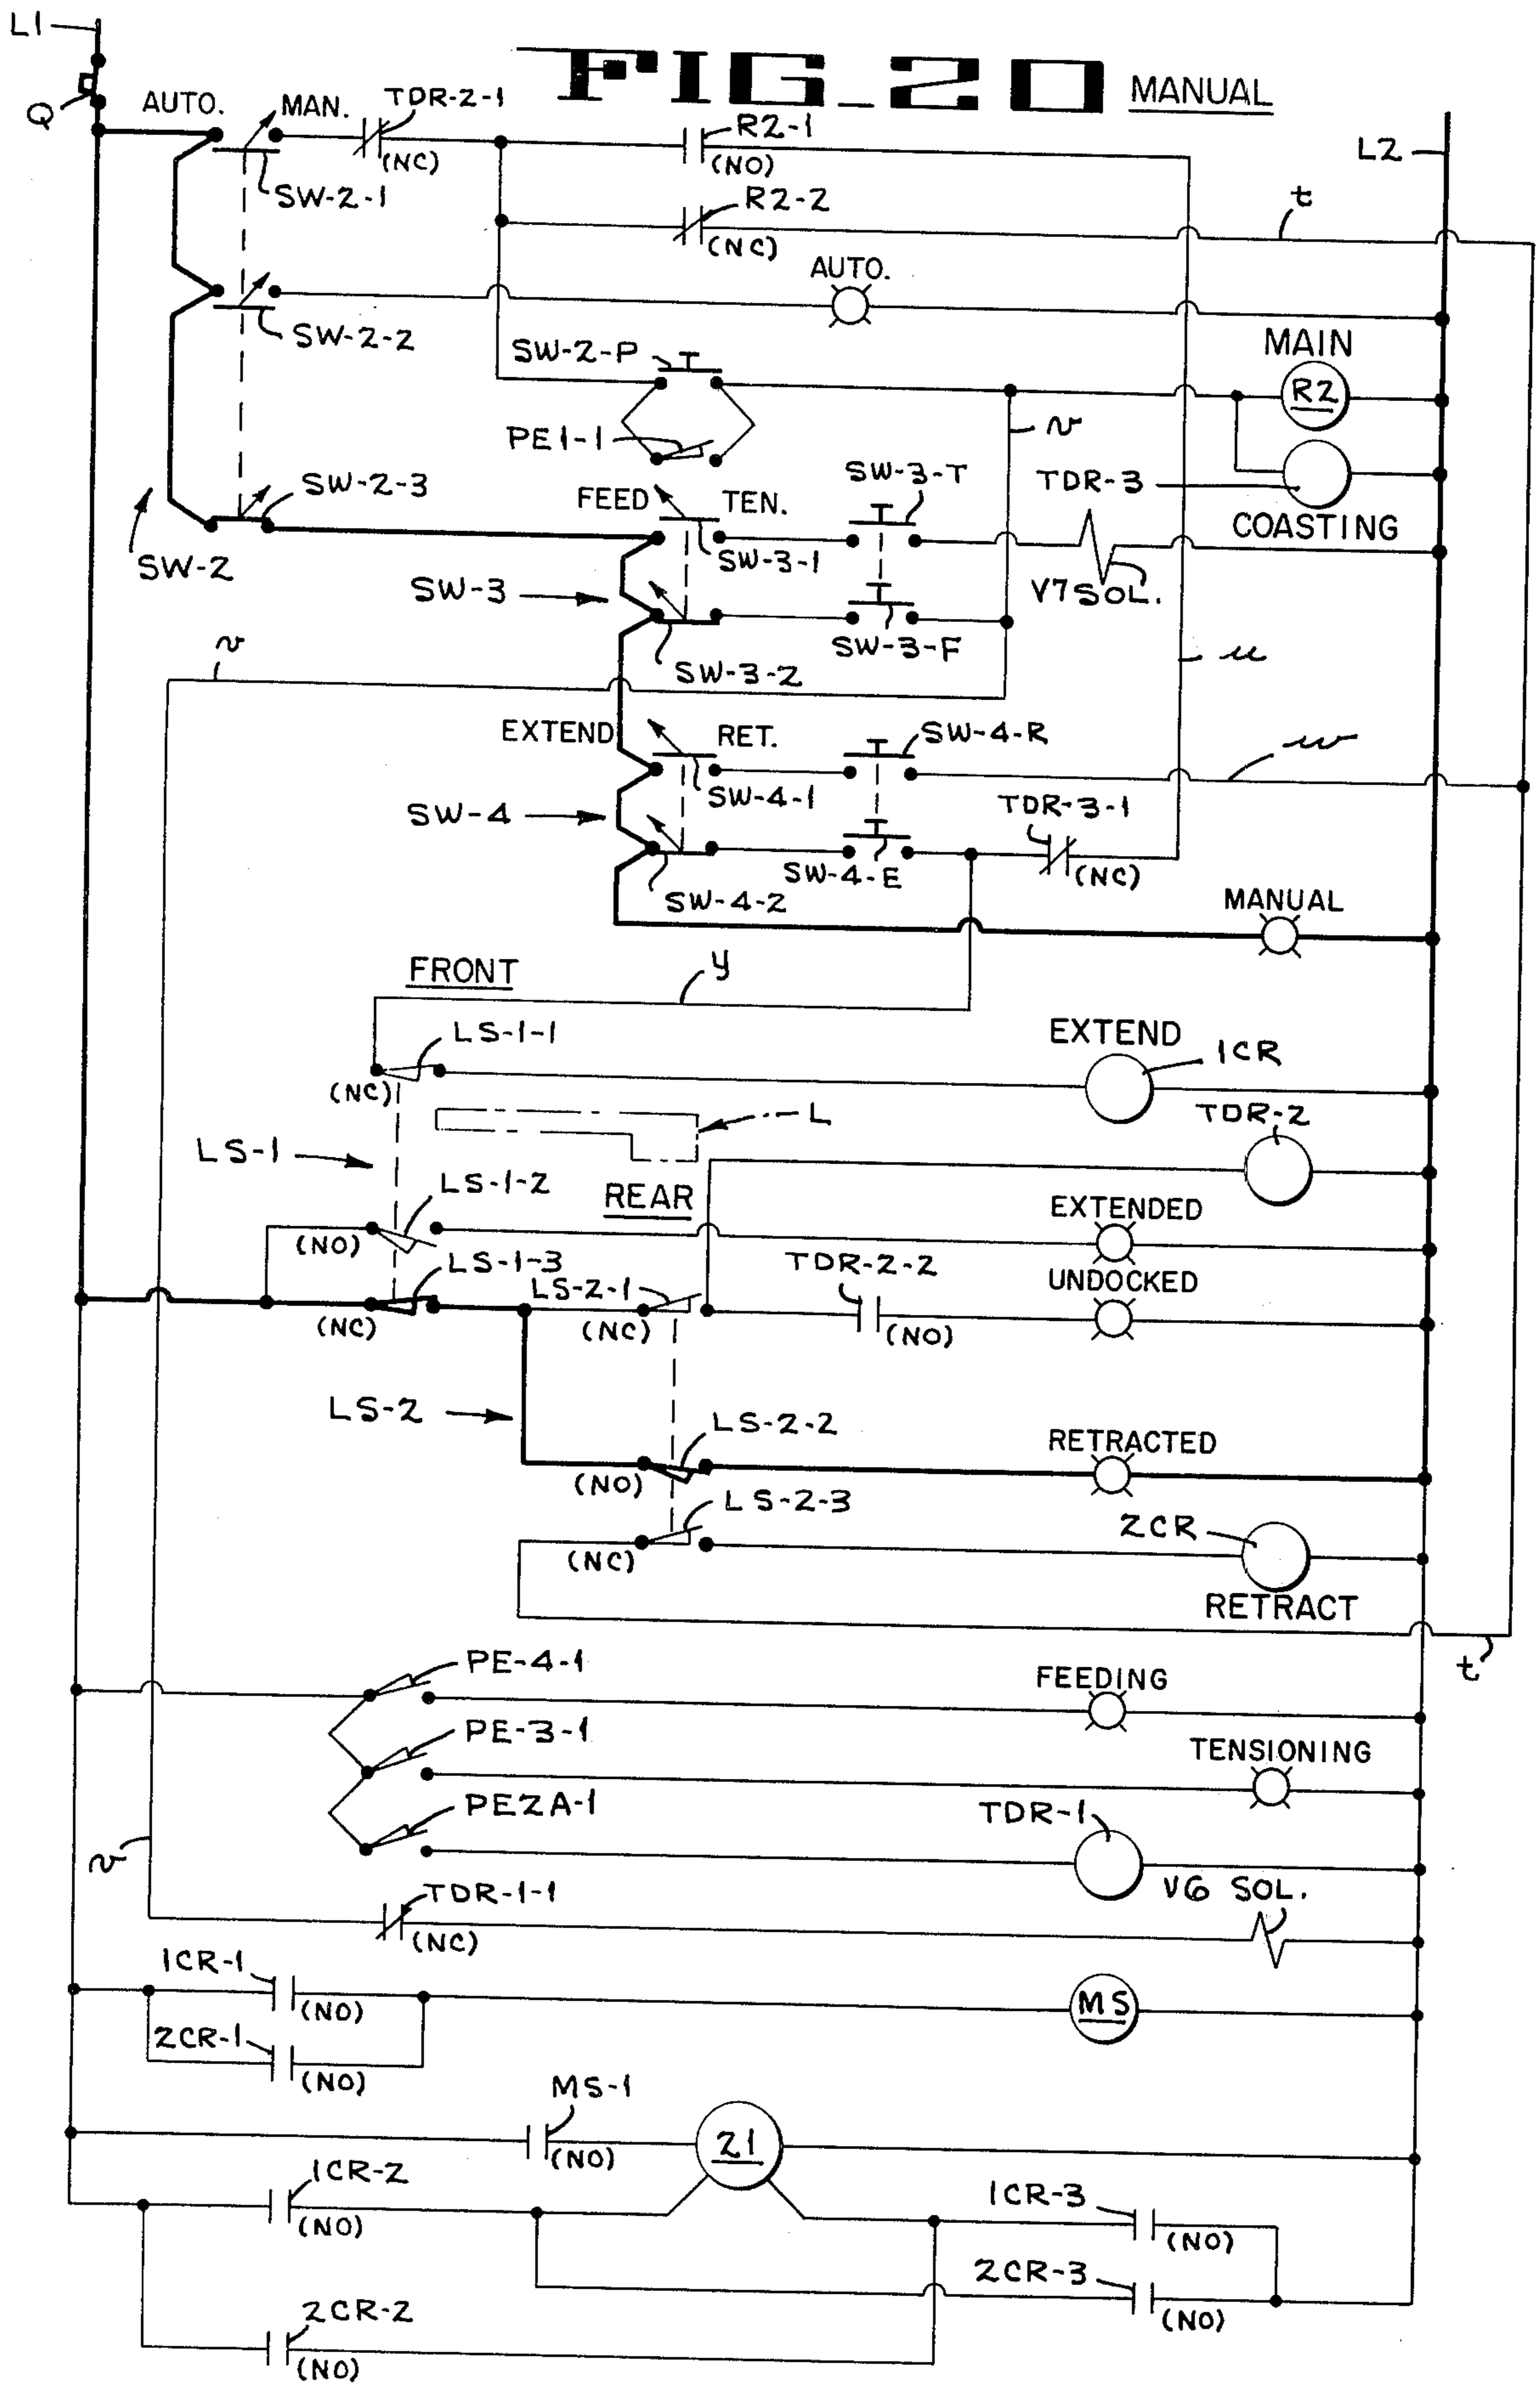 L1
FIG_20 MANUAL
Q
AUTO.
MAN.
TDR-2-1
(NC)
R2-1
(NO)
L2
SW-2-1
R2-2
(NC)
t
AUTO.
SW-2-2
SW-2-P
MAIN
R2
PE1-1
v
SW-2-3
FEED
TEN.
SW-3-T
TDR-3
COASTING
SW-2
SW-3-1
V7 SOL.
SW-3
SW-3-F
v
SW-3-2
u
EXTEND
RET.
SW-4-R
w
SW-4-1
SW-4
TDR-3-1
(NC)
SW-4-E
SW-4-2
MANUAL
FRONT
y
LS-1-1
(NC)
EXTEND
1CR
L
TDR-2
LS-1
LS-1-2
(NO)
REAR
EXTENDED
LS-1-3
(NC)
LS-2-1
(NC)
TDR-2-2
(NO)
UNDOCKED
LS-2
LS-2-2
(NO)
RETRACTED
LS-2-3
(NC)
2CR
RETRACT
t
PE-4-1
FEEDING
PE-3-1
TENSIONING
PE2A-1
TDR-1
v
TDR-1-1
(NC)
V6 SOL.
1CR-1
(NO)
MS
2CR-1
(NO)
MS-1
(NO)
21
1CR-2
(NO)
1CR-3
(NO)
2CR-3
(NO)
2CR-2
(NO)